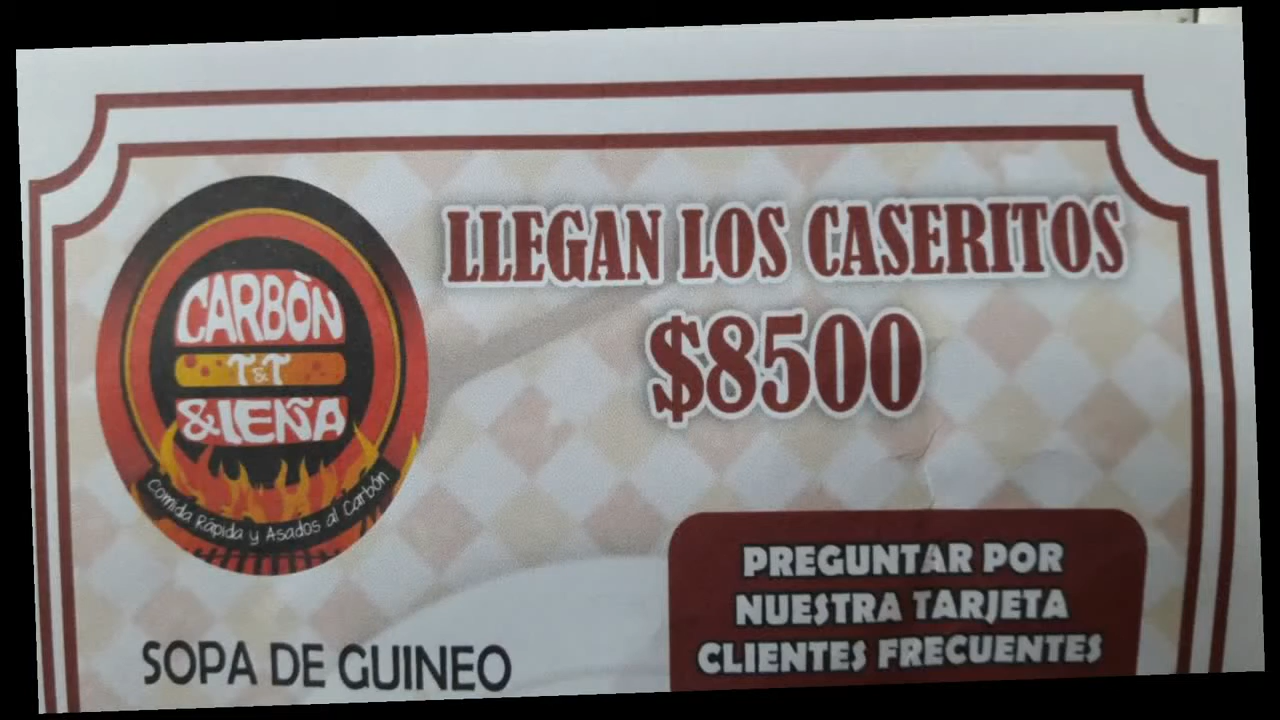 LLEGAN LOS CASERITOS
$8500
CARBÓN
T&T
&LEÑA
Comida Rápida y Asados al Carbón
PREGUNTAR POR
NUESTRA TARJETA
CLIENTES FRECUENTES
SOPA DE GUINEO